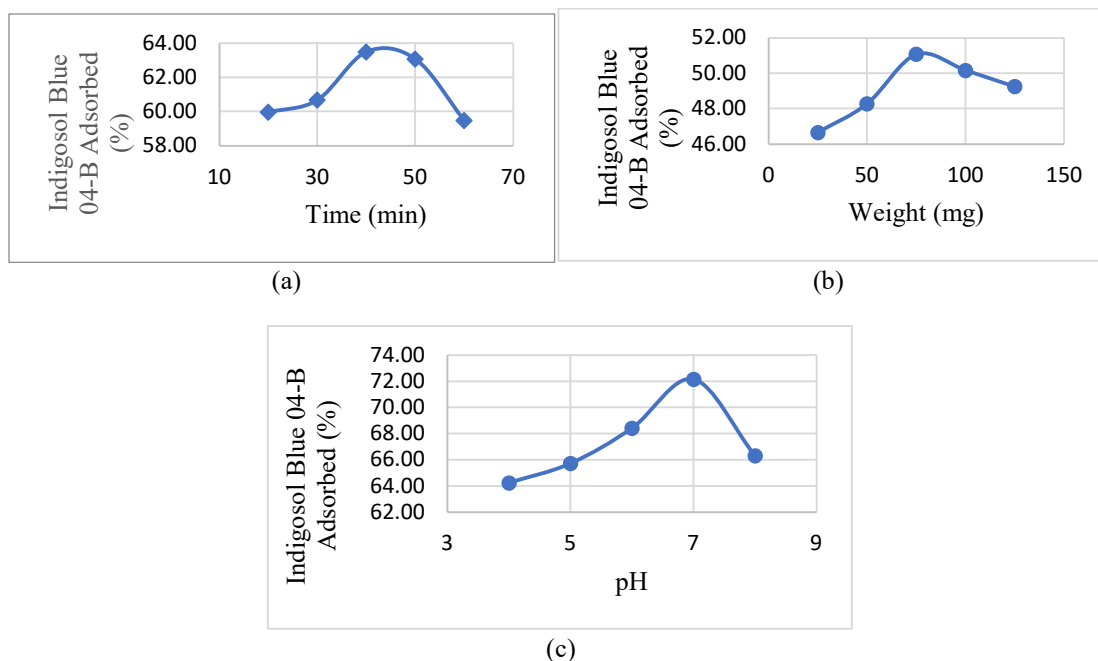 Indigosol Blue
04-B Adsorbed
(%)
64.00
62.00
60.00
58.00
10
30
50
70
Time (min)
(a)
Indigosol Blue
04-B Adsorbed
(%)
52.00
50.00
48.00
46.00
0
50
100
150
Weight (mg)
(b)
Indigosol Blue 04-B
Adsorbed (%)
74.00
72.00
70.00
68.00
66.00
64.00
62.00
3
5
7
9
pH
(c)